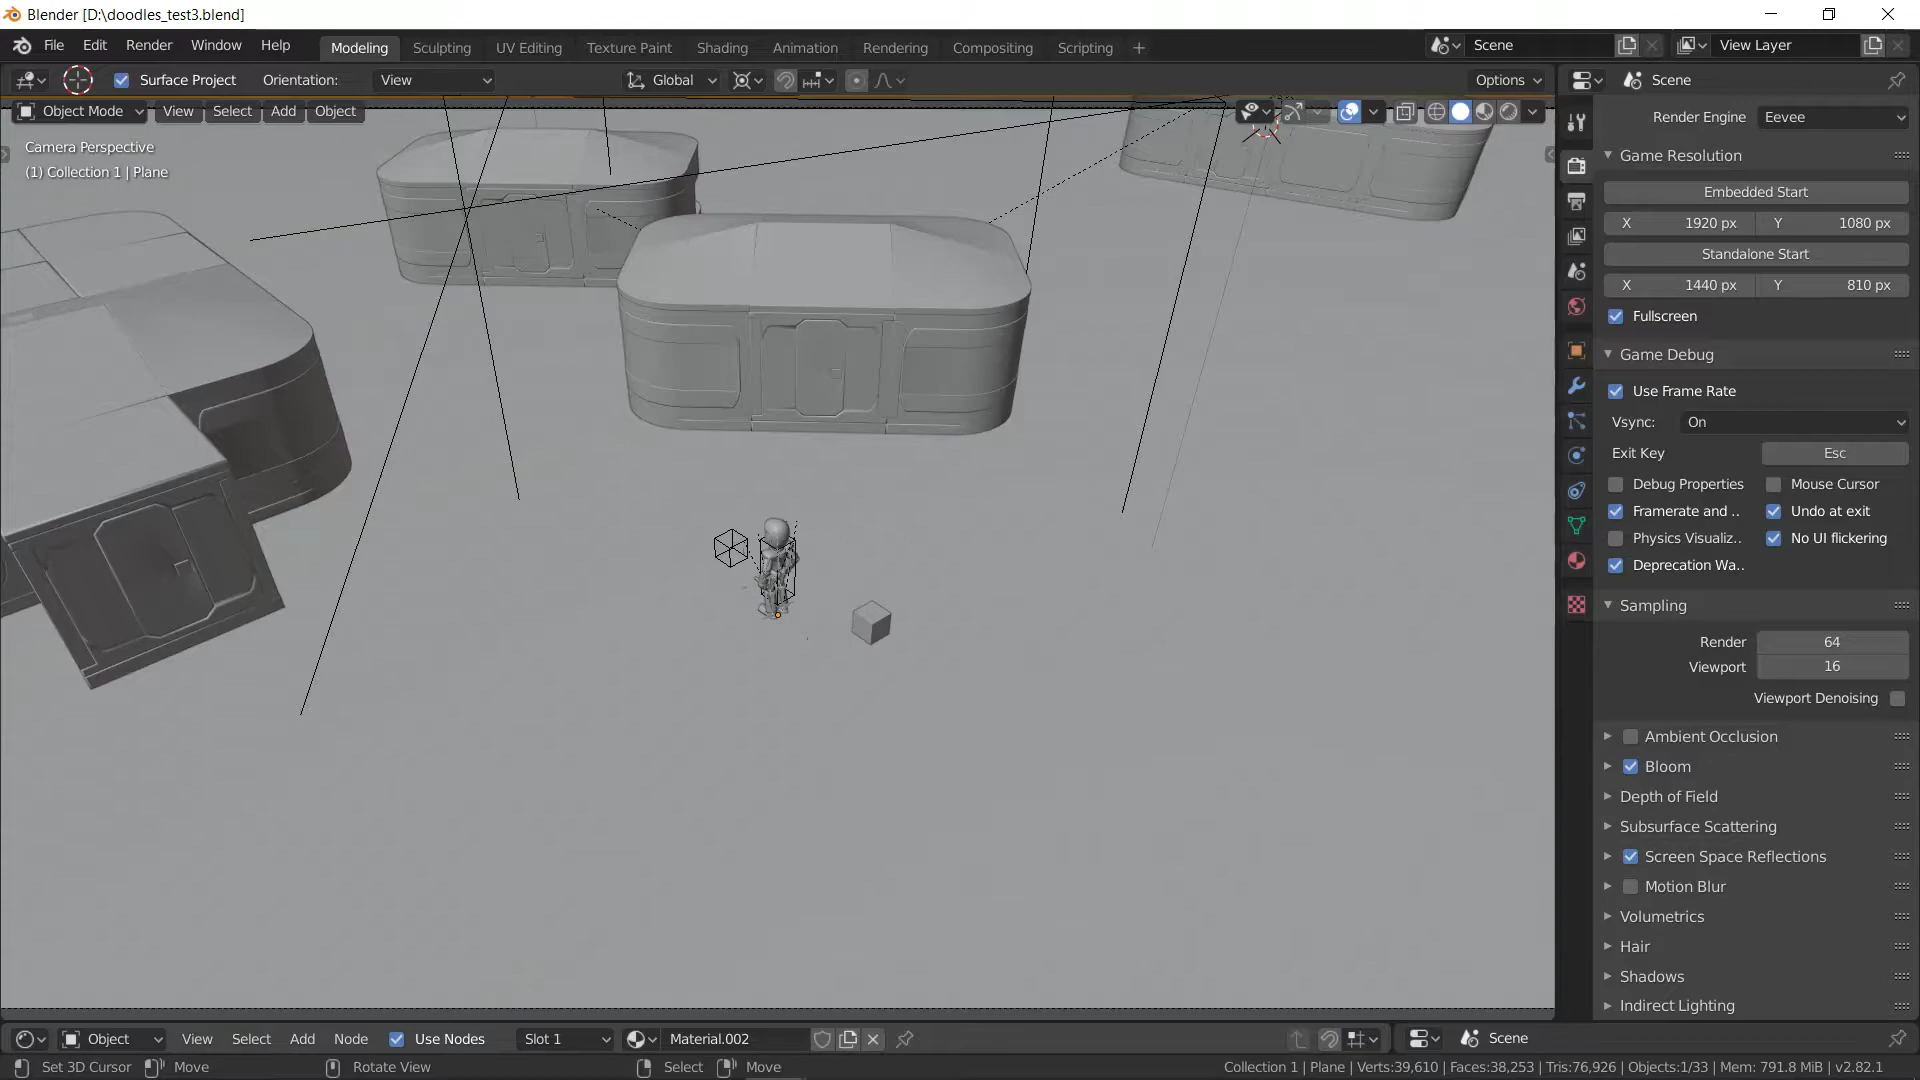 Blender [D:\doodles_test3.blend]
File Edit Render Window Help Modeling Sculpting UV Editing Texture Paint Shading Animation Rendering Compositing Scripting + Scene View Layer
Surface Project Orientation: View Global Options Scene
Object Mode View Select Add Object
Render Engine Eevee
Camera Perspective
(1) Collection 1 | Plane
Game Resolution
Embedded Start
X 1920 px Y 1080 px
Standalone Start
X 1440 px Y 810 px
Fullscreen
Game Debug
Use Frame Rate
Vsync: On
Exit Key Esc
Debug Properties Mouse Cursor
Framerate and .. Undo at exit
Physics Visualiz.. No UI flickering
Deprecation Wa..
Sampling
Render 64
Viewport 16
Viewport Denoising
Ambient Occlusion
Bloom
Depth of Field
Subsurface Scattering
Screen Space Reflections
Motion Blur
Volumetrics
Hair
Shadows
Indirect Lighting
Object View Select Add Node Use Nodes Slot 1 Material.002 Scene
Set 3D Cursor Move Rotate View Select Move Collection 1 | Plane | Verts:39,610 | Faces:38,253 | Tris:76,926 | Objects:1/33 | Mem: 791.8 MiB | v2.82.1